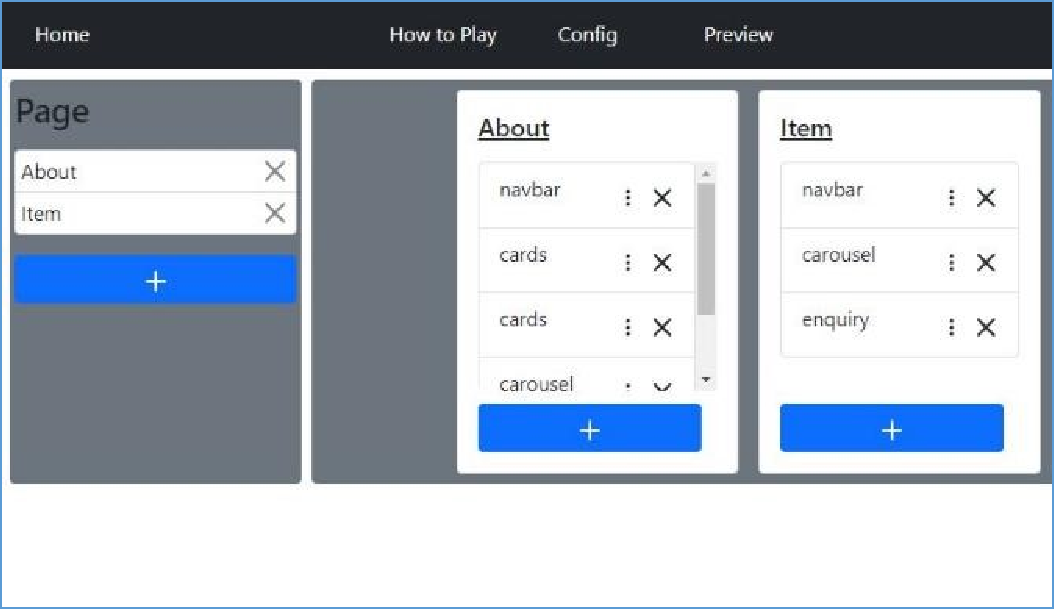 Home How to Play Config Preview
Page
About
Item
About
navbar
cards
cards
carousel
Item
navbar
carousel
enquiry